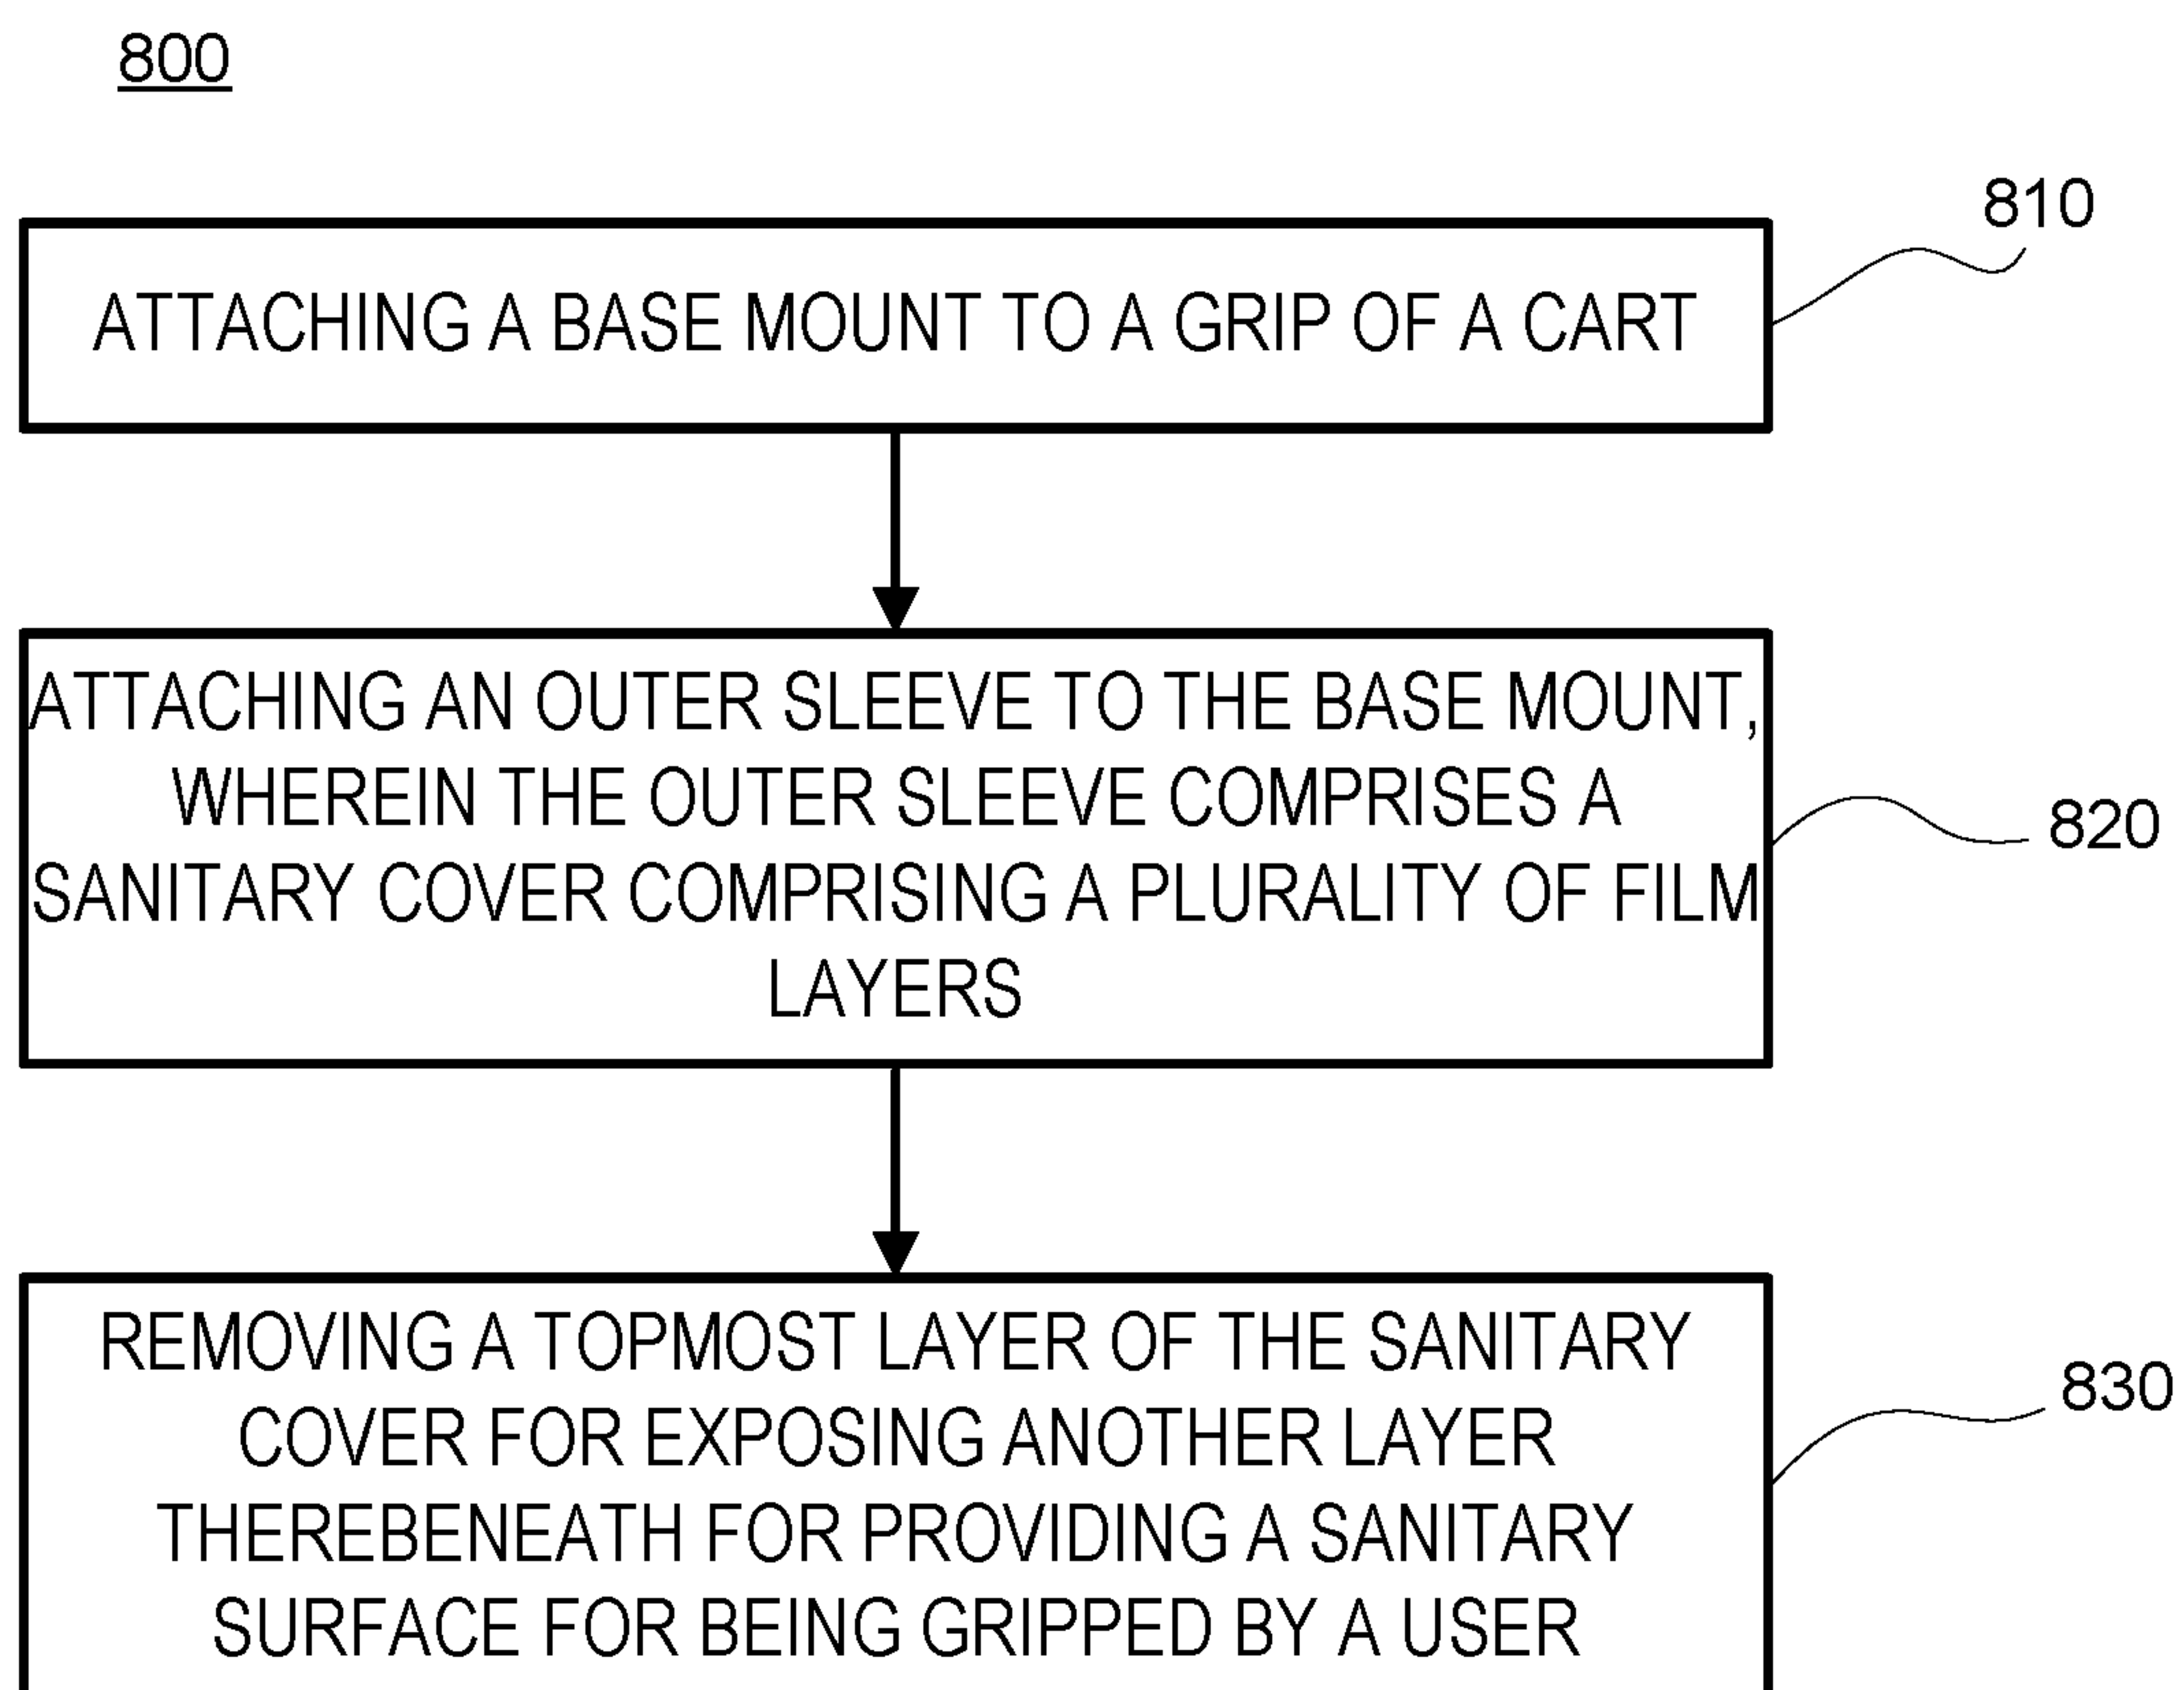 800
810
ATTACHING A BASE MOUNT TO A GRIP OF A CART
ATTACHING AN OUTER SLEEVE TO THE BASE MOUNT,
WHEREIN THE OUTER SLEEVE COMPRISES A
SANITARY COVER COMPRISING A PLURALITY OF FILM
LAYERS
820
REMOVING A TOPMOST LAYER OF THE SANITARY
COVER FOR EXPOSING ANOTHER LAYER
THEREBENEATH FOR PROVIDING A SANITARY
SURFACE FOR BEING GRIPPED BY A USER
830